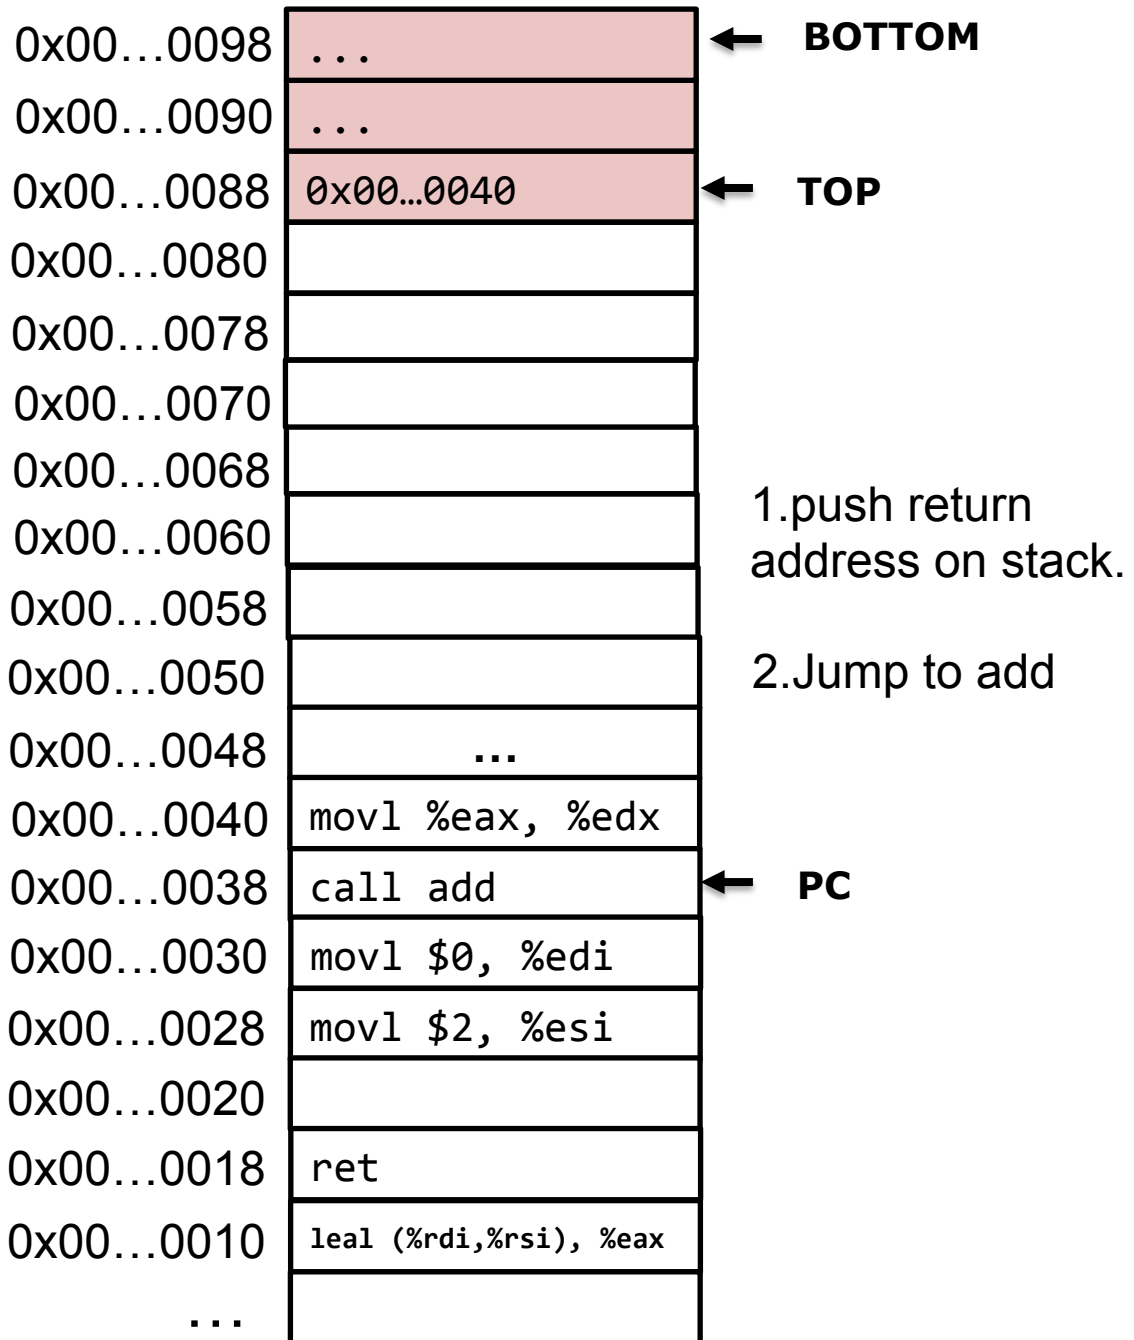 0x00…0098 ... BOTTOM
0x00…0090 ...
0x00…0088 0x00…0040 TOP
0x00…0080
0x00…0078
0x00…0070
0x00…0068
0x00…0060
0x00…0058
0x00…0050
0x00…0048 ...
0x00…0040 movl %eax, %edx
0x00…0038 call add PC
0x00…0030 movl $0, %edi
0x00…0028 movl $2, %esi
0x00…0020
0x00…0018 ret
0x00…0010 leal (%rdi,%rsi), %eax
...
1.push return
address on stack.
2.Jump to add